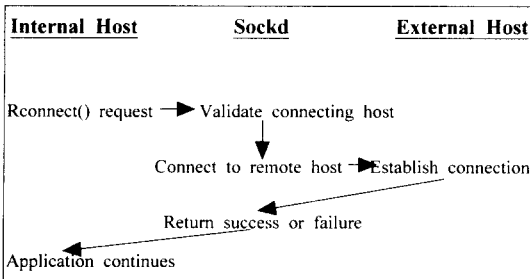 Internal Host Sockd External Host
Rconnect() request Validate connecting host
Connect to remote host Establish connection
Return success or failure
Application continues